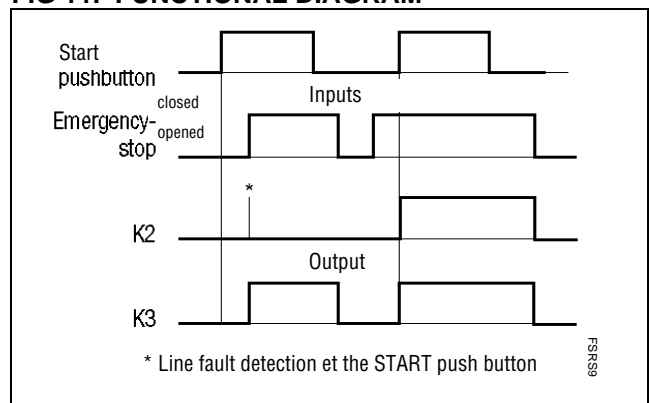 FIG 147 FUNCTIONAL DIAGRAM
Start
pushbutton
Inputs
closed
Emergency-
opened
stop
*
K2
Output
K3
* Line fault detection et the START push button
FSRS9